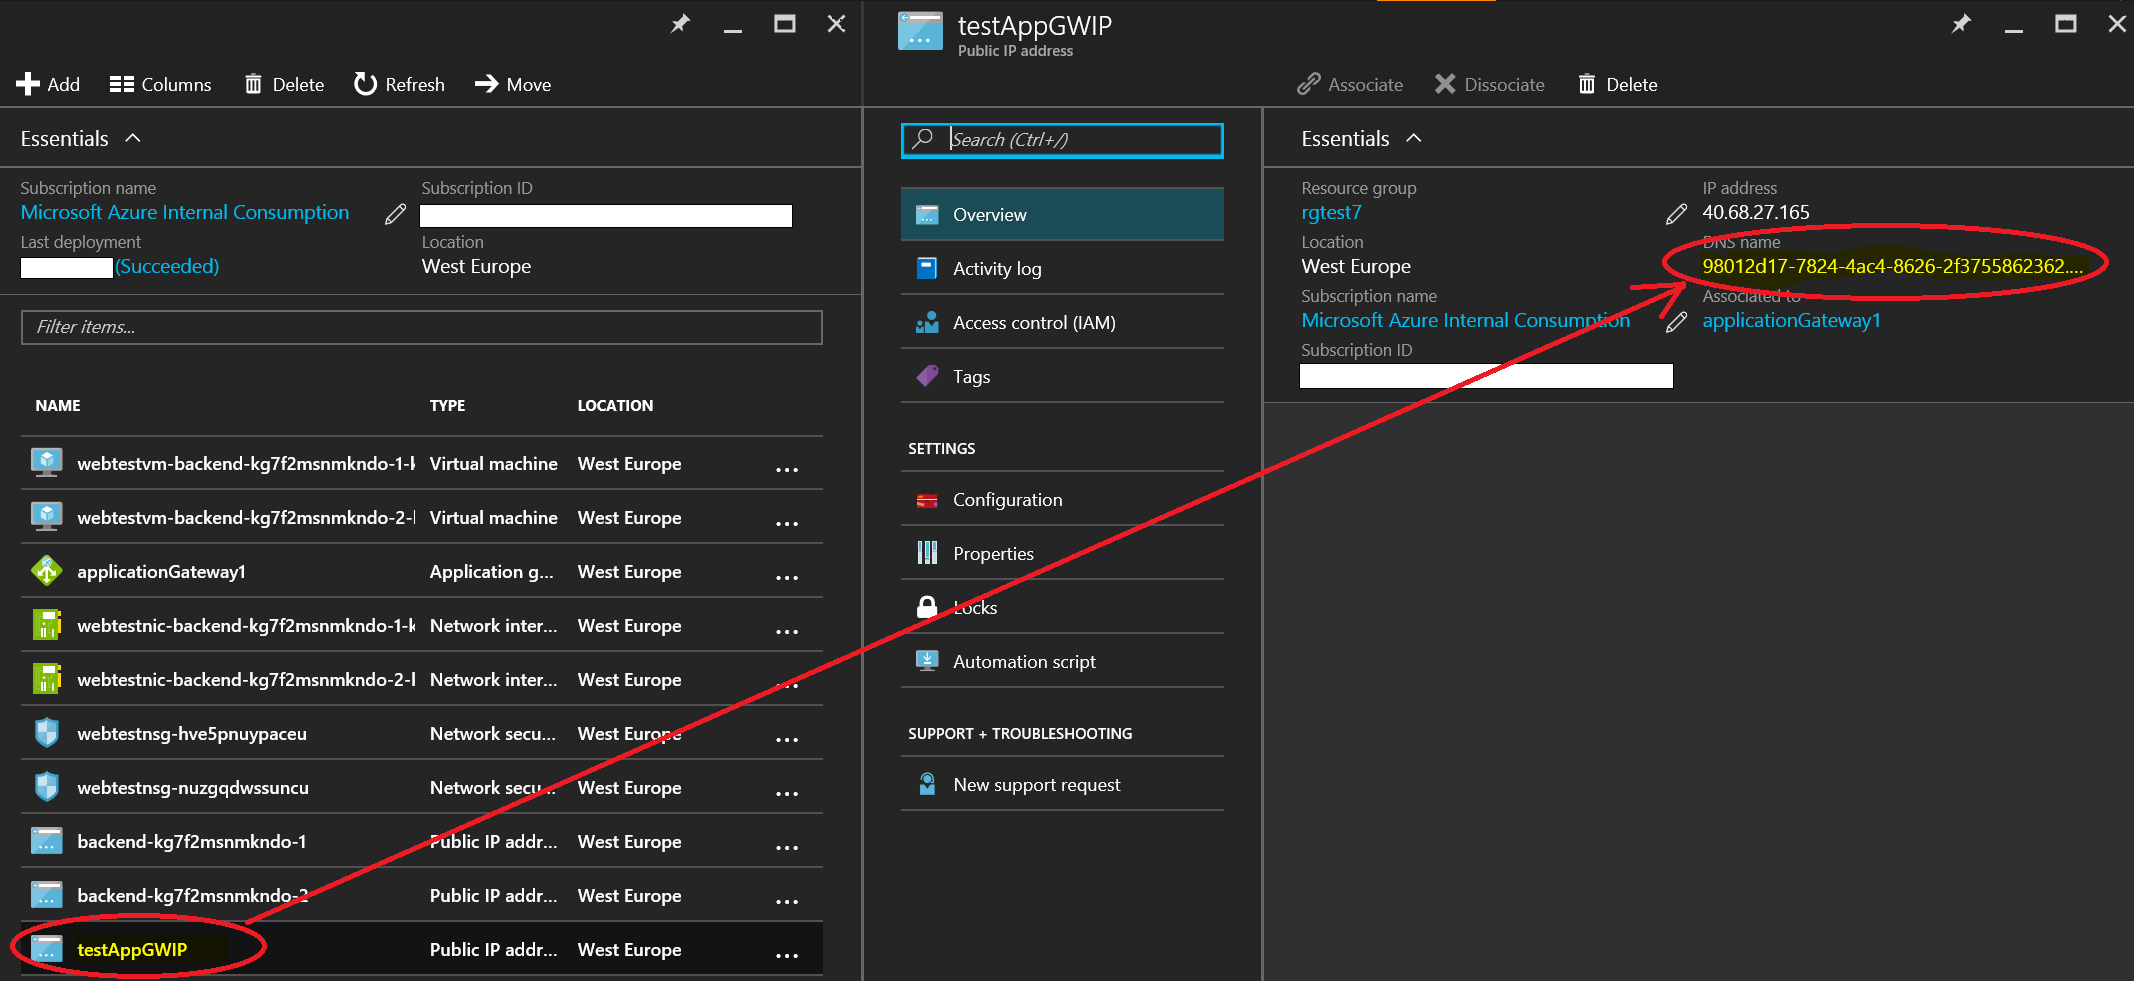 testAppGWIP
Public IP address
Add Columns Delete Refresh Move
Associate Dissociate Delete
Essentials
Subscription name
Microsoft Azure Internal Consumption
Subscription ID
Last deployment
(Succeeded)
Location
West Europe
Filter items...
NAME TYPE LOCATION
webtestvm-backend-kg7f2msnmkndo-1-k Virtual machine West Europe ...
webtestvm-backend-kg7f2msnmkndo-2- Virtual machine West Europe ...
applicationGateway1 Application g... West Europe ...
webtestnic-backend-kg7f2msnmkndo-1-k Network inter... West Europe ...
webtestnic-backend-kg7f2msnmkndo-2- Network inter... West Europe ...
webtestnsg-hve5pnuypaceu Network secu... West Europe ...
webtestnsg-nuzgqdwssuncu Network secu... West Europe ...
backend-kg7f2msnmkndo-1 Public IP addr... West Europe ...
backend-kg7f2msnmkndo-2 Public IP addr... West Europe ...
testAppGWIP Public IP addr... West Europe ...
Search (Ctrl+/)
Overview
Activity log
Access control (IAM)
Tags
SETTINGS
Configuration
Properties
Locks
Automation script
SUPPORT + TROUBLESHOOTING
New support request
Essentials
Resource group
rgtest7
IP address
40.68.27.165
Location
West Europe
DNS name
98012d17-7824-4ac4-8626-2f3755862362....
Subscription name
Microsoft Azure Internal Consumption
Associated to
applicationGateway1
Subscription ID